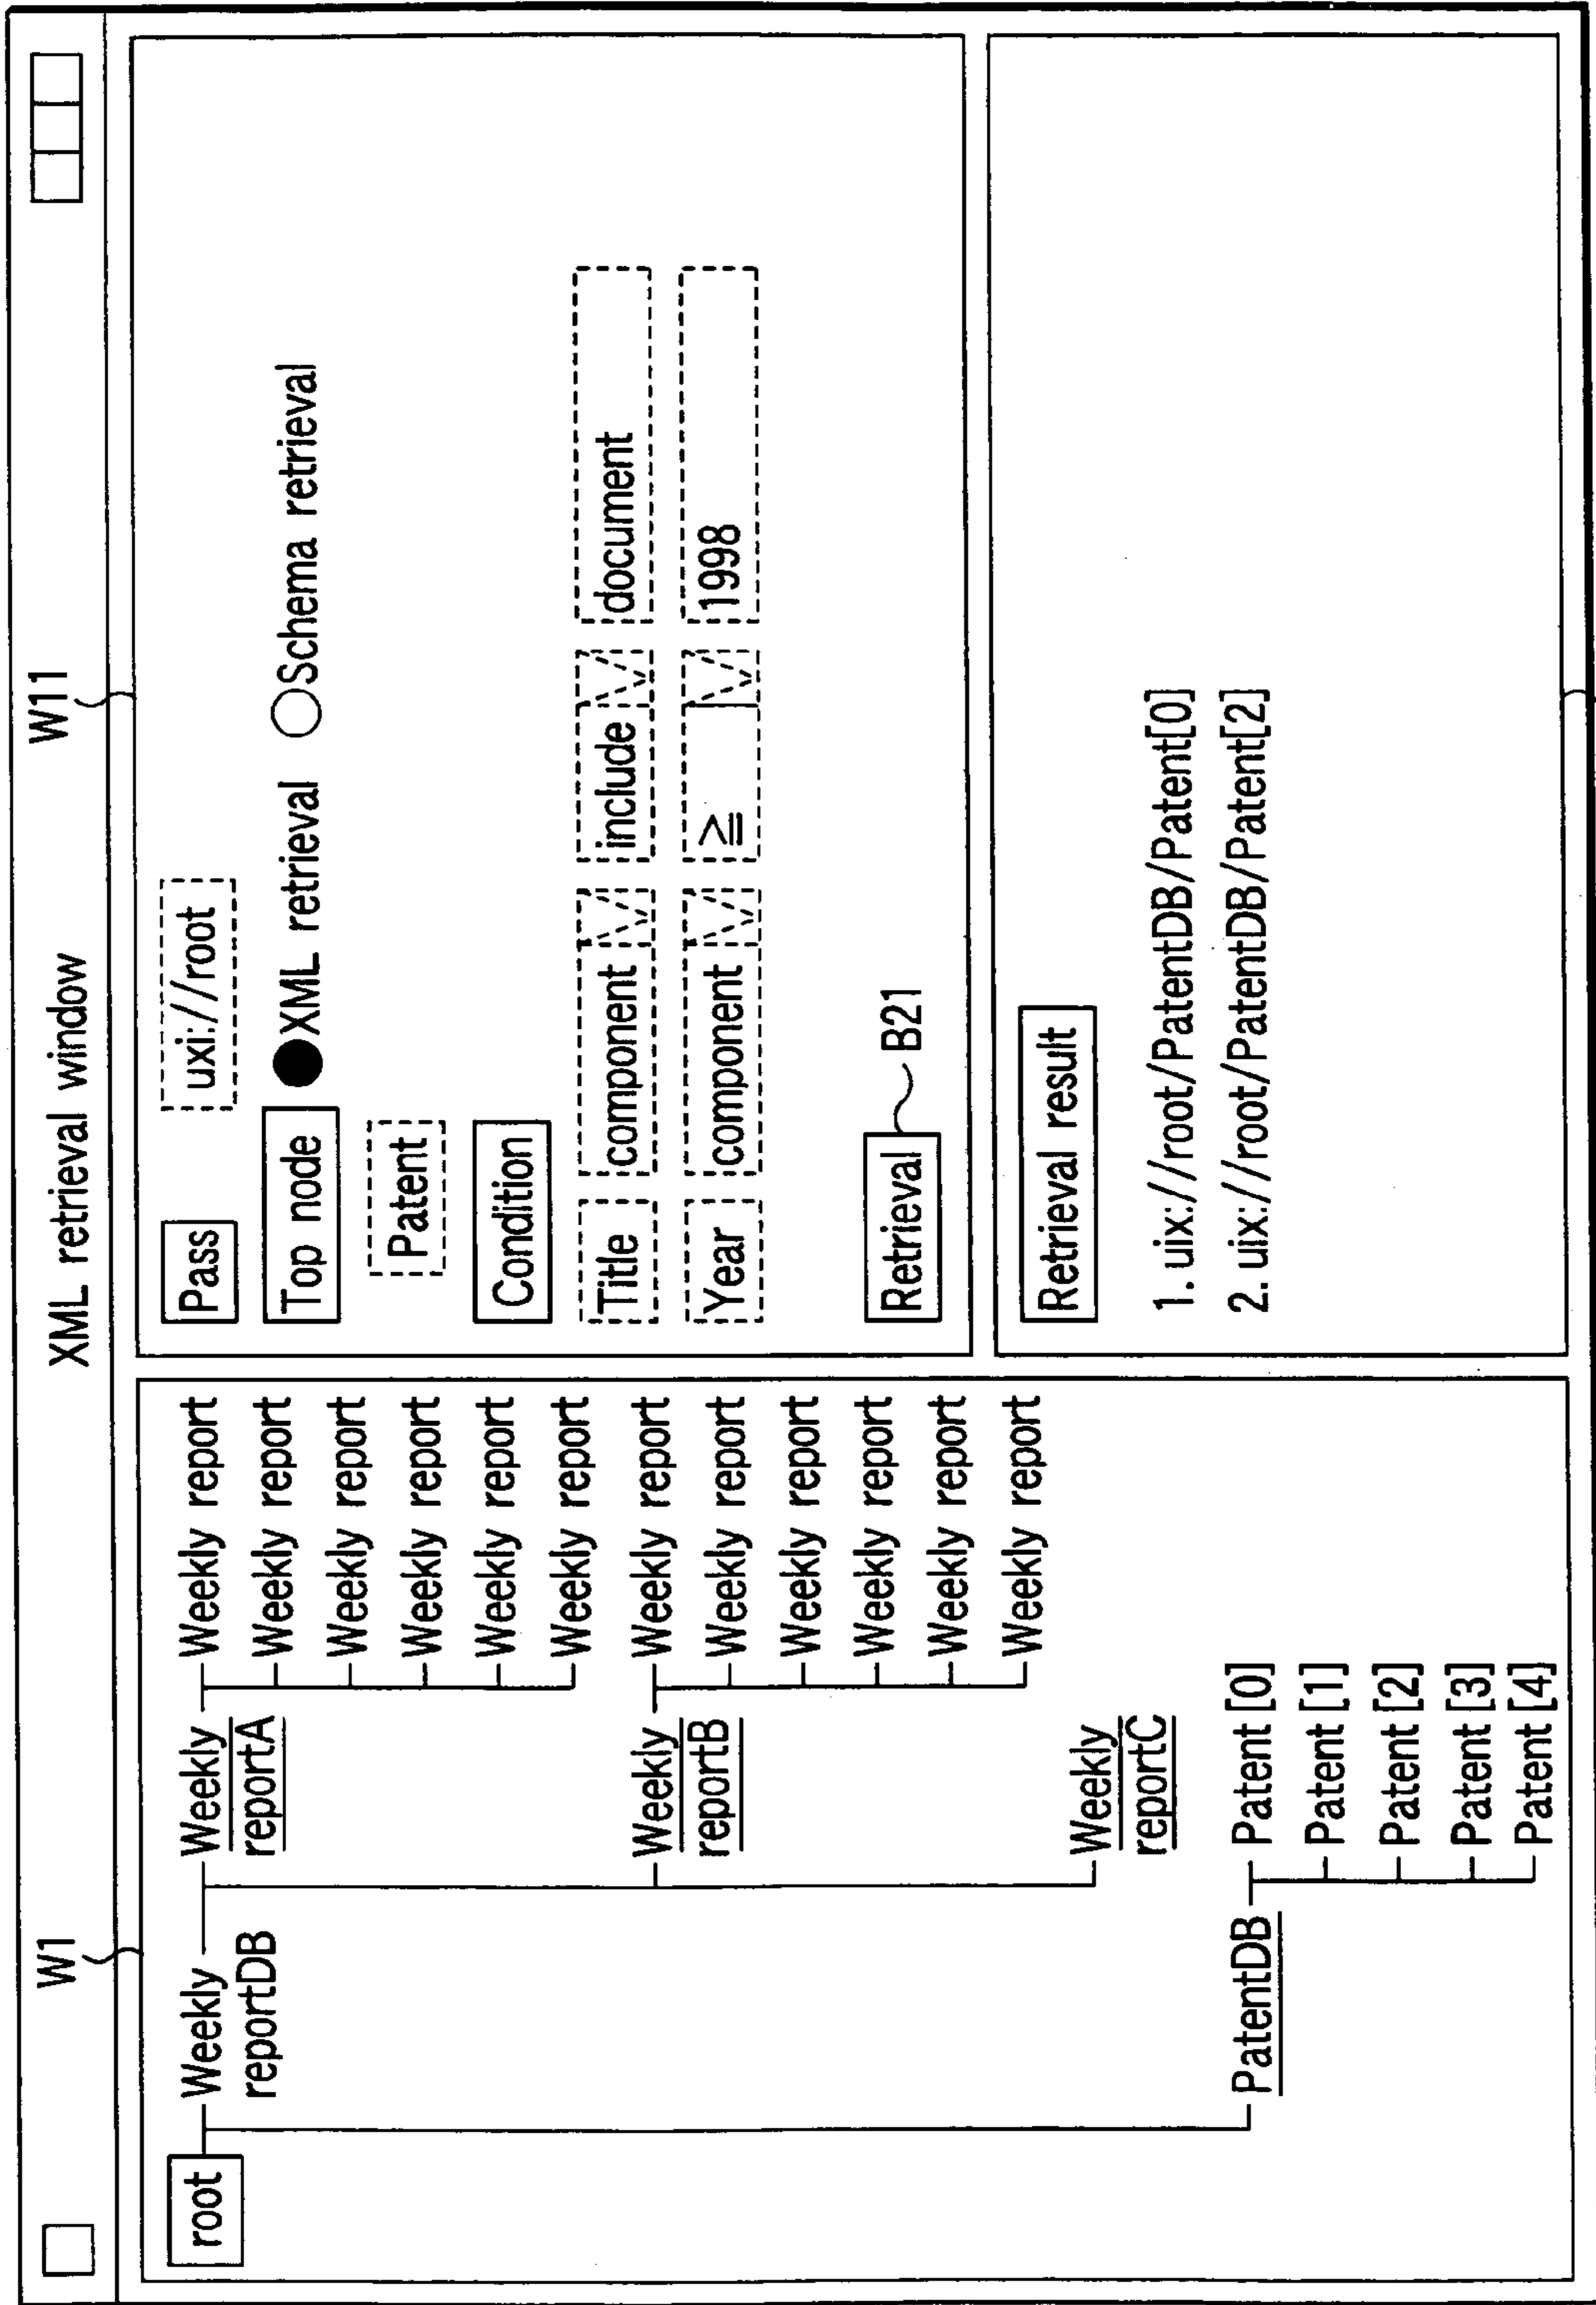 XML retrieval window
W1
W11
root
Weekly
reportDB
Weekly
reportA
Weekly report
Weekly report
Weekly report
Weekly report
Weekly report
Weekly report
Weekly
reportB
Weekly report
Weekly report
Weekly report
Weekly report
Weekly report
Weekly report
Weekly
reportC
PatentDB
Patent [0]
Patent [1]
Patent [2]
Patent [3]
Patent [4]
Pass uxi://root
Top node ●XML retrieval ○Schema retrieval
Patent
Condition
Title component include document
Year component ≧ 1998
Retrieval B21
Retrieval result
1. uix://root/PatentDB/Patent[0]
2. uix://root/PatentDB/Patent[2]